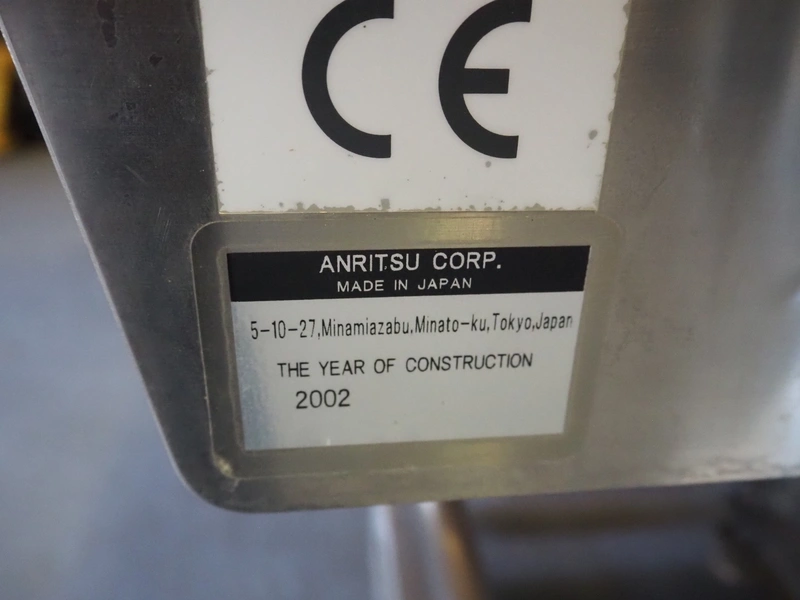 CE
ANRITSU CORP.
MADE IN JAPAN
5-10-27,Minamiazabu,Minato-ku,Tokyo,Japan
THE YEAR OF CONSTRUCTION
2002